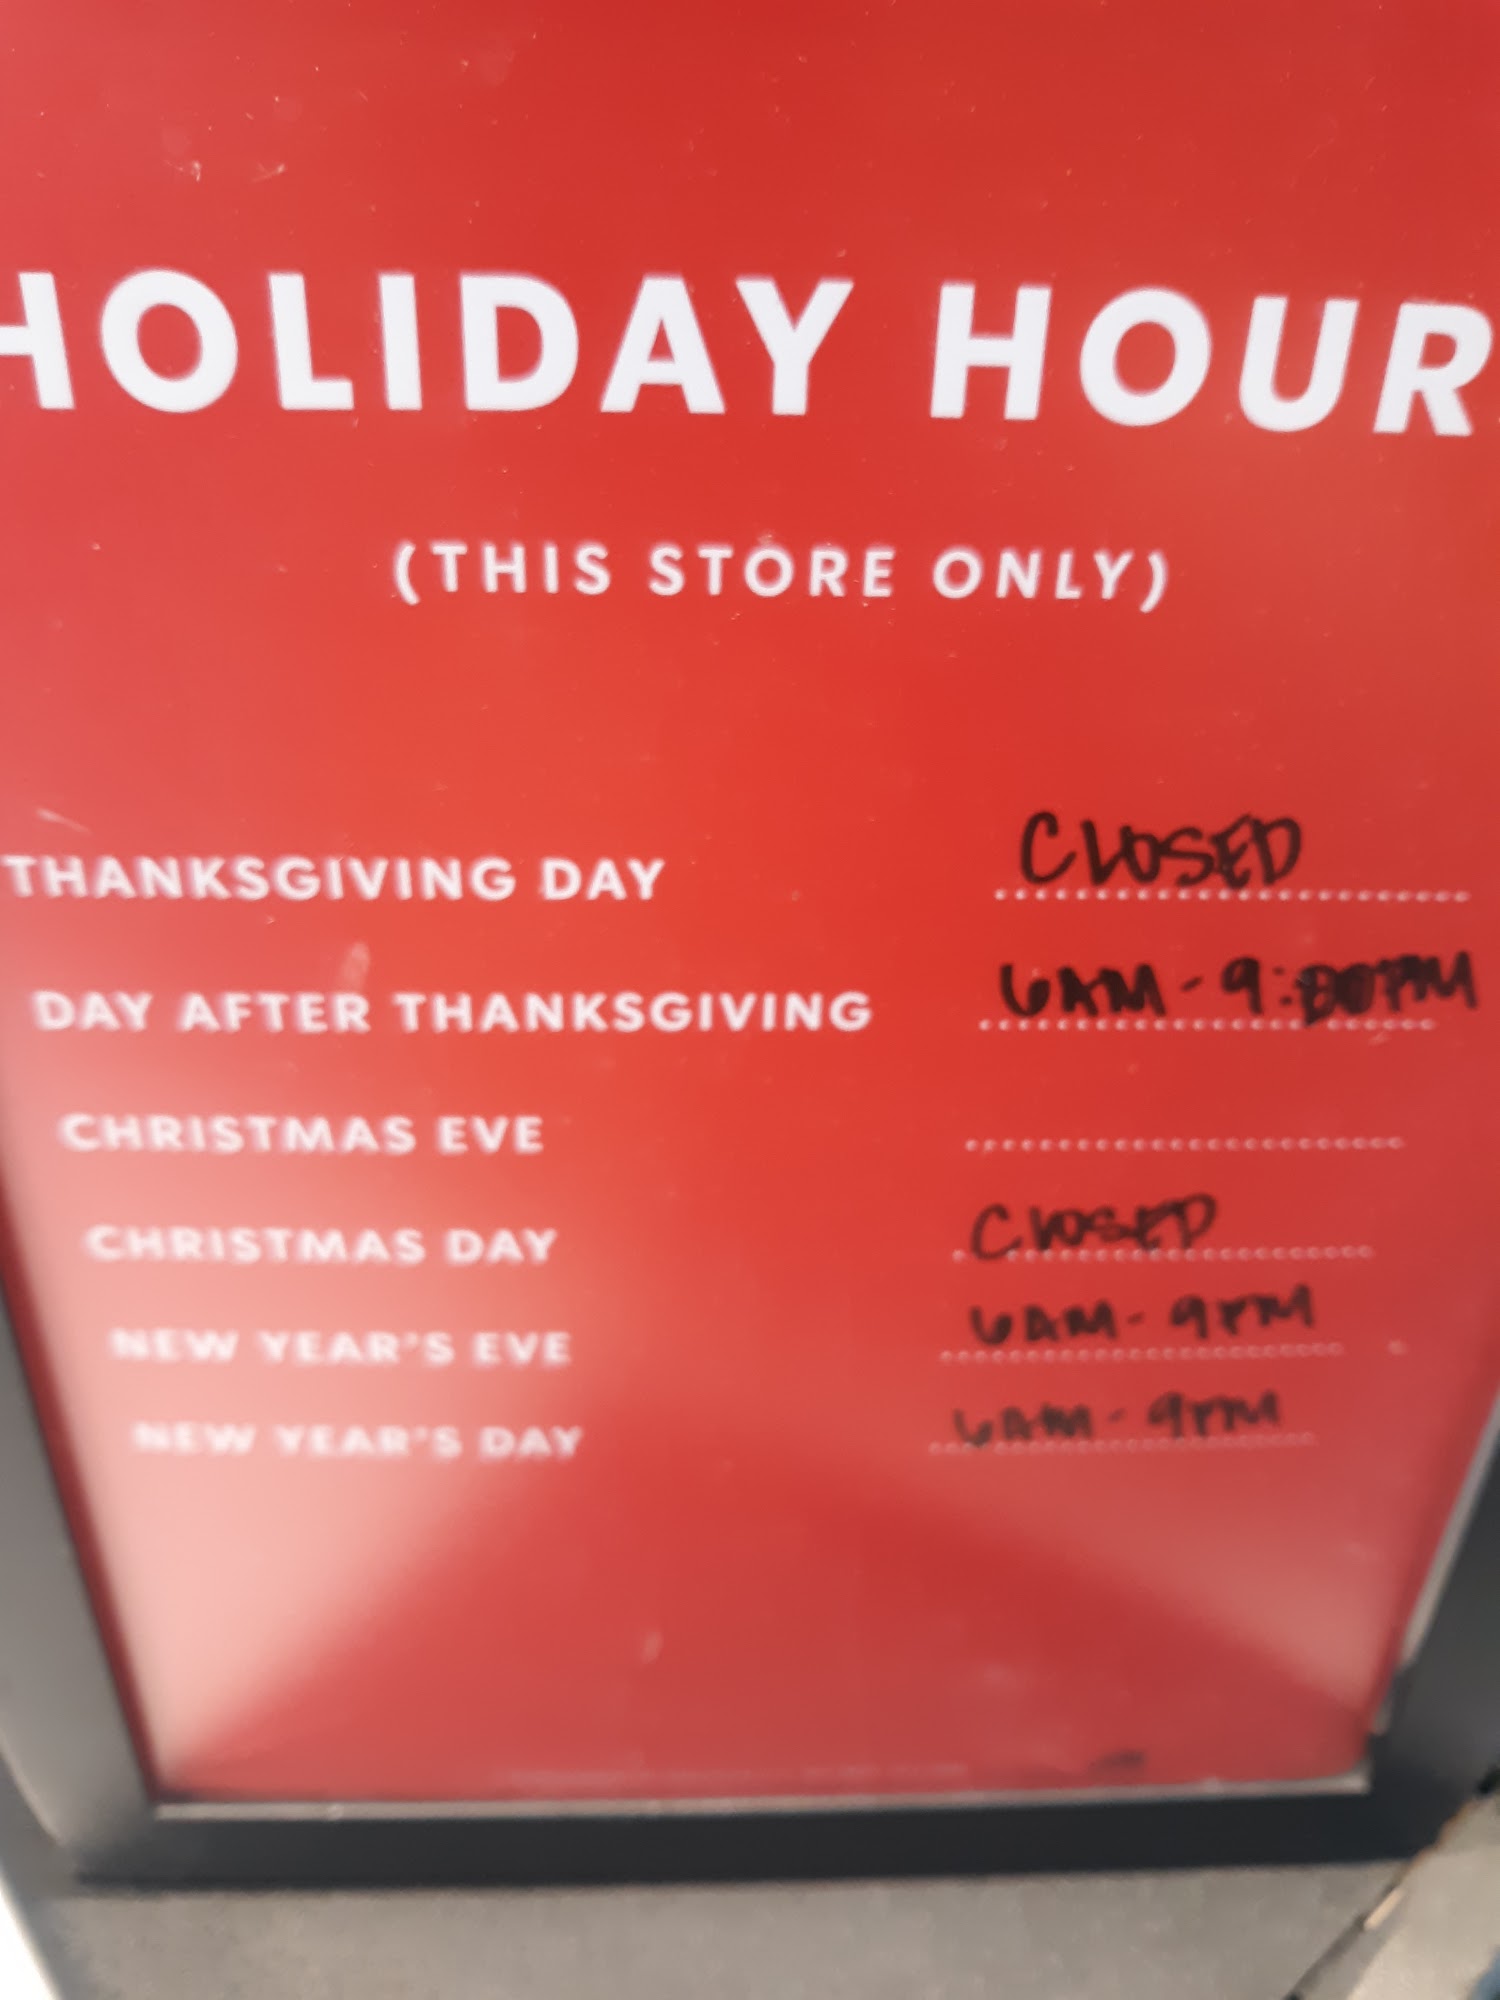 HOLIDAY HOUR
(THIS STORE ONLY)
THANKSGIVING DAY CLOSED
DAY AFTER THANKSGIVING 6AM - 9:00PM
CHRISTMAS EVE
CHRISTMAS DAY CLOSED
NEW YEAR'S EVE 6AM - 9PM
NEW YEAR'S DAY 6AM - 9PM